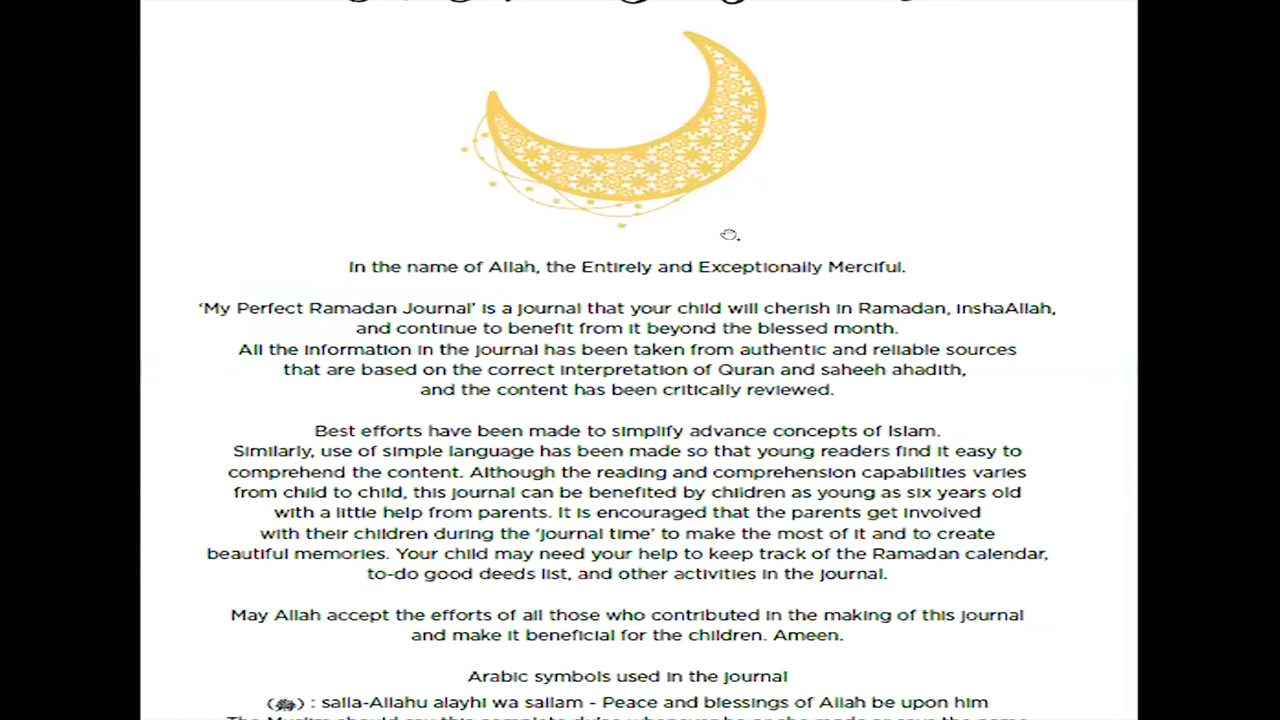 In the name of Allah, the Entirely and Exceptionally Merciful.
‘My Perfect Ramadan Journal’ is a journal that your child will cherish in Ramadan, inshaAllah,
and continue to benefit from it beyond the blessed month.
All the information in the journal has been taken from authentic and reliable sources
that are based on the correct interpretation of Quran and saheeh ahadith,
and the content has been critically reviewed.
Best efforts have been made to simplify advance concepts of Islam.
Similarly, use of simple language has been made so that young readers find it easy to
comprehend the content. Although the reading and comprehension capabilities varies
from child to child, this journal can be benefited by children as young as six years old
with a little help from parents. It is encouraged that the parents get involved
with their children during the ‘journal time’ to make the most of it and to create
beautiful memories. Your child may need your help to keep track of the Ramadan calendar,
to-do good deeds list, and other activities in the journal.
May Allah accept the efforts of all those who contributed in the making of this journal
and make it beneficial for the children. Ameen.
Arabic symbols used in the journal
(ﷺ) : salla-Allahu alayhi wa sallam - Peace and blessings of Allah be upon him